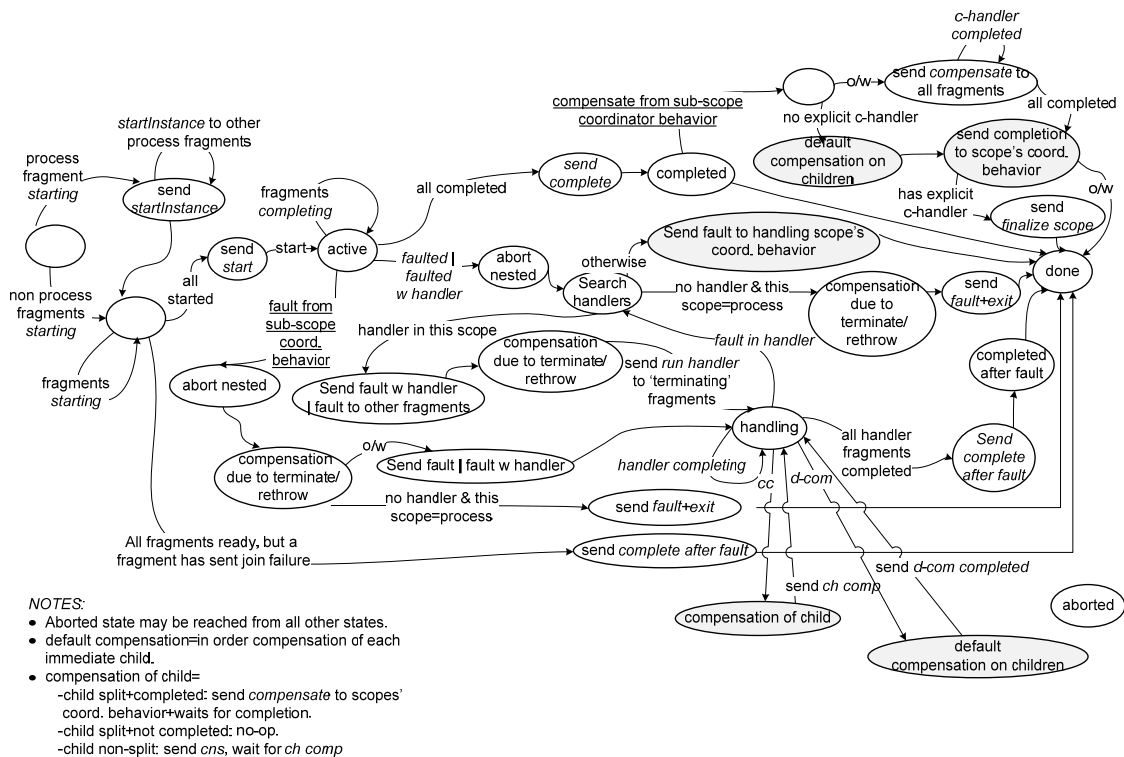 c-handler
completed
o/w
send compensate to
all fragments
compensate from sub-scope
coordinator behavior
no explicit c-handler
all completed
startInstance to other
process fragments
default
compensation on
children
send completion
to scope's coord.
behavior
process
fragment
starting
send
startInstance
fragments
completing
all completed
send
complete
completed
has explicit
c-handler
o/w
send
finalize scope
send
start
start
active
faulted |
faulted
w handler
abort
nested
otherwise
Send fault to handling scope's
coord. behavior
done
non process
fragments
starting
all
started
fault from
sub-scope
coord.
behavior
Search
handlers
no handler & this
scope=process
compensation
due to terminate/
rethrow
send
fault+exit
handler in this scope
fault in handler
fragments
starting
abort nested
Send fault w handler
| fault to other fragments
compensation
due to terminate/
rethrow
send run handler
to ‘terminating’
fragments
completed
after fault
handling
compensation
due to terminate/
rethrow
o/w
Send fault | fault w handler
handler completing
cc
d-com
all handler
fragments
completed
Send
complete
after fault
no handler & this
scope=process
send fault+exit
All fragments ready, but a
fragment has sent join failure
send complete after fault
send d-com completed
send ch comp
compensation of child
aborted
default
compensation on children
NOTES:
• Aborted state may be reached from all other states.
• default compensation=in order compensation of each
immediate child.
• compensation of child=
-child split+completed: send compensate to scopes'
coord. behavior+waits for completion.
-child split+not completed: no-op.
-child non-split: send cns, wait for ch comp